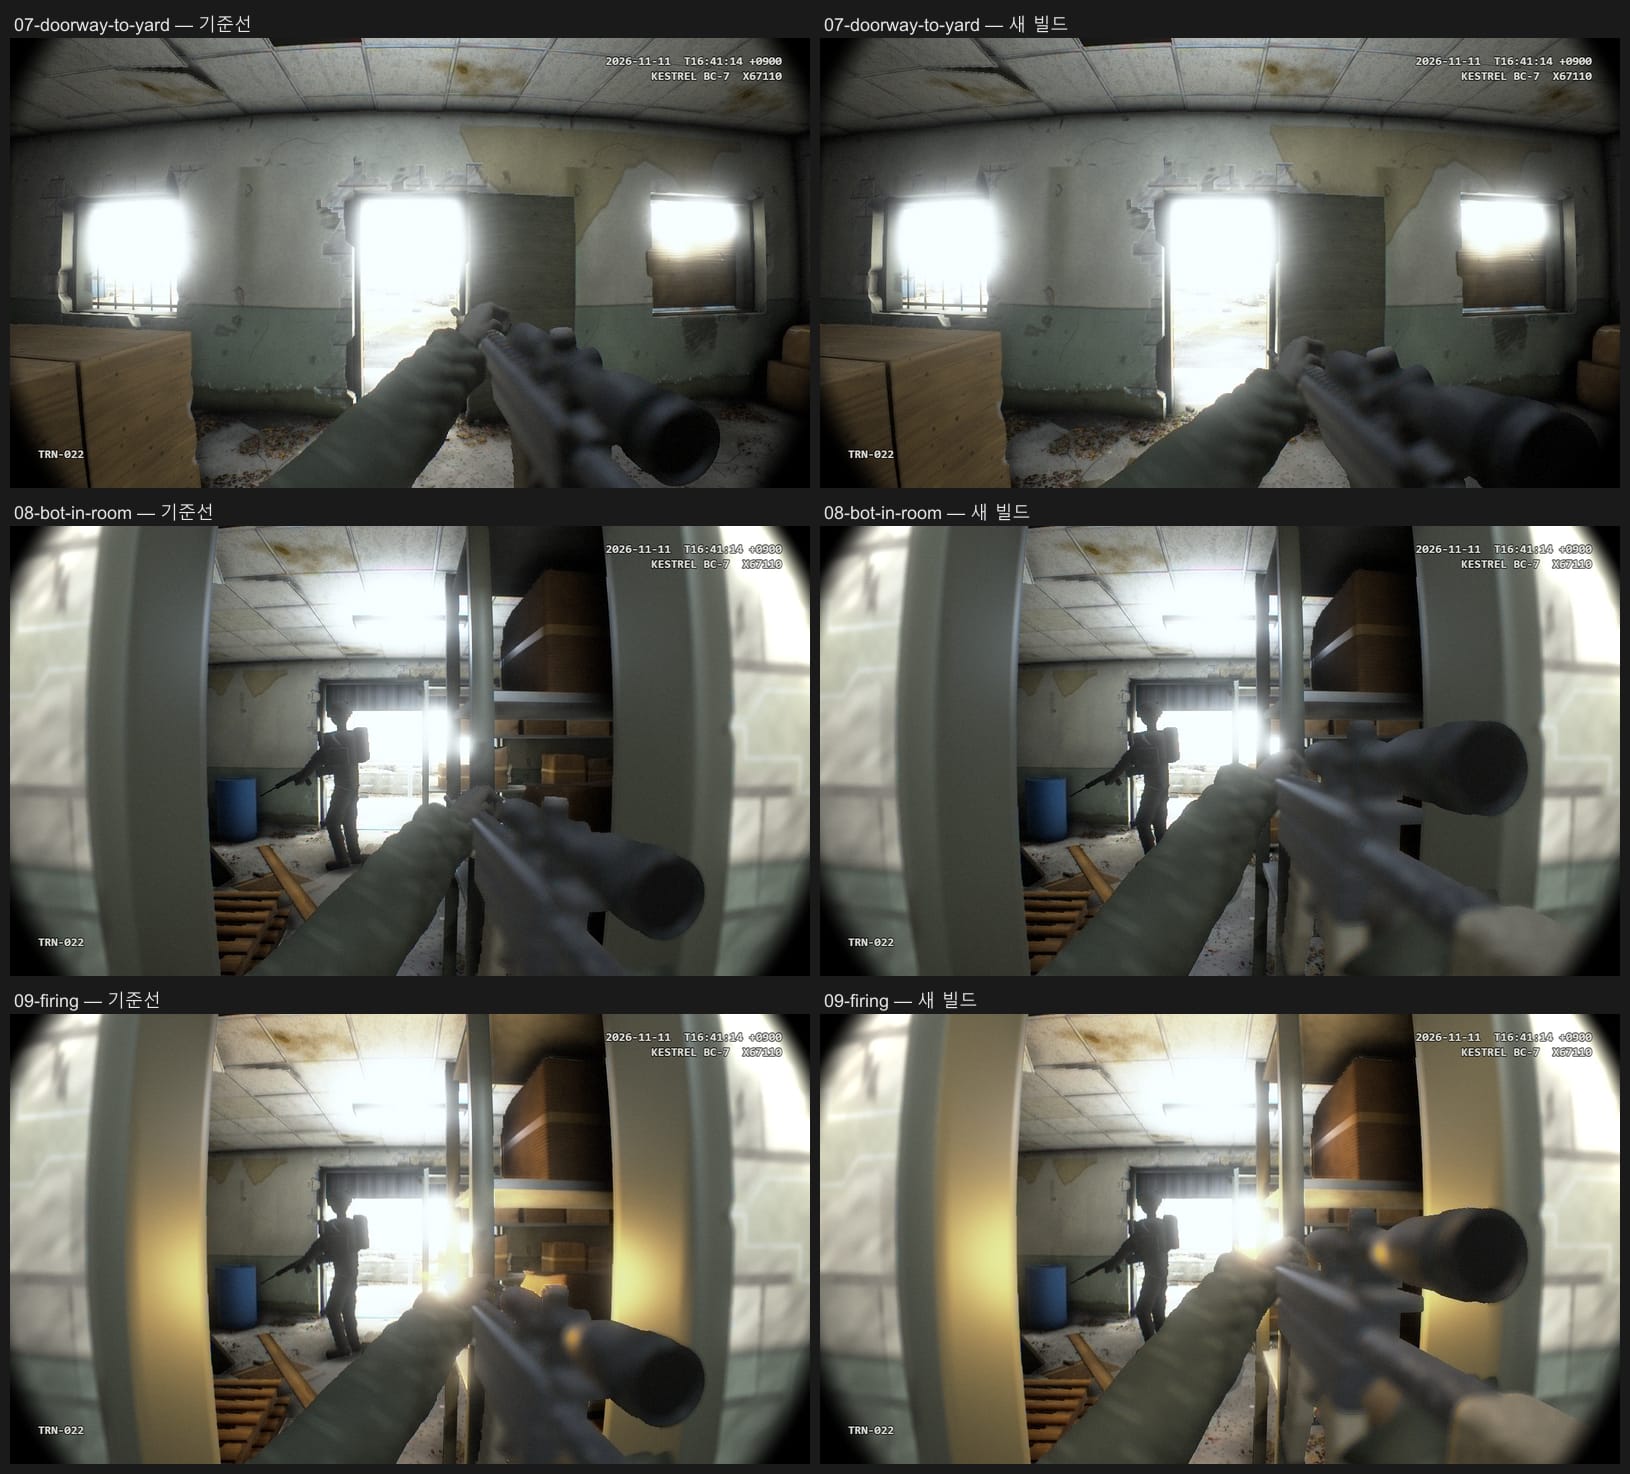 07-doorway-to-yard — 기준선
07-doorway-to-yard — 새 빌드
2026-11-11 T16:41:14 +0900
KESTREL BC-7 X67110
TRN-022
2026-11-11 T16:41:14 +0900
KESTREL BC-7 X67110
TRN-022
08-bot-in-room — 기준선
08-bot-in-room — 새 빌드
2026-11-11 T16:41:14 +0900
KESTREL BC-7 X67110
TRN-022
2026-11-11 T16:41:14 +0900
KESTREL BC-7 X67110
TRN-022
09-firing — 기준선
09-firing — 새 빌드
2026-11-11 T16:41:14 +0900
KESTREL BC-7 X67110
TRN-022
2026-11-11 T16:41:14 +0900
KESTREL BC-7 X67110
TRN-022